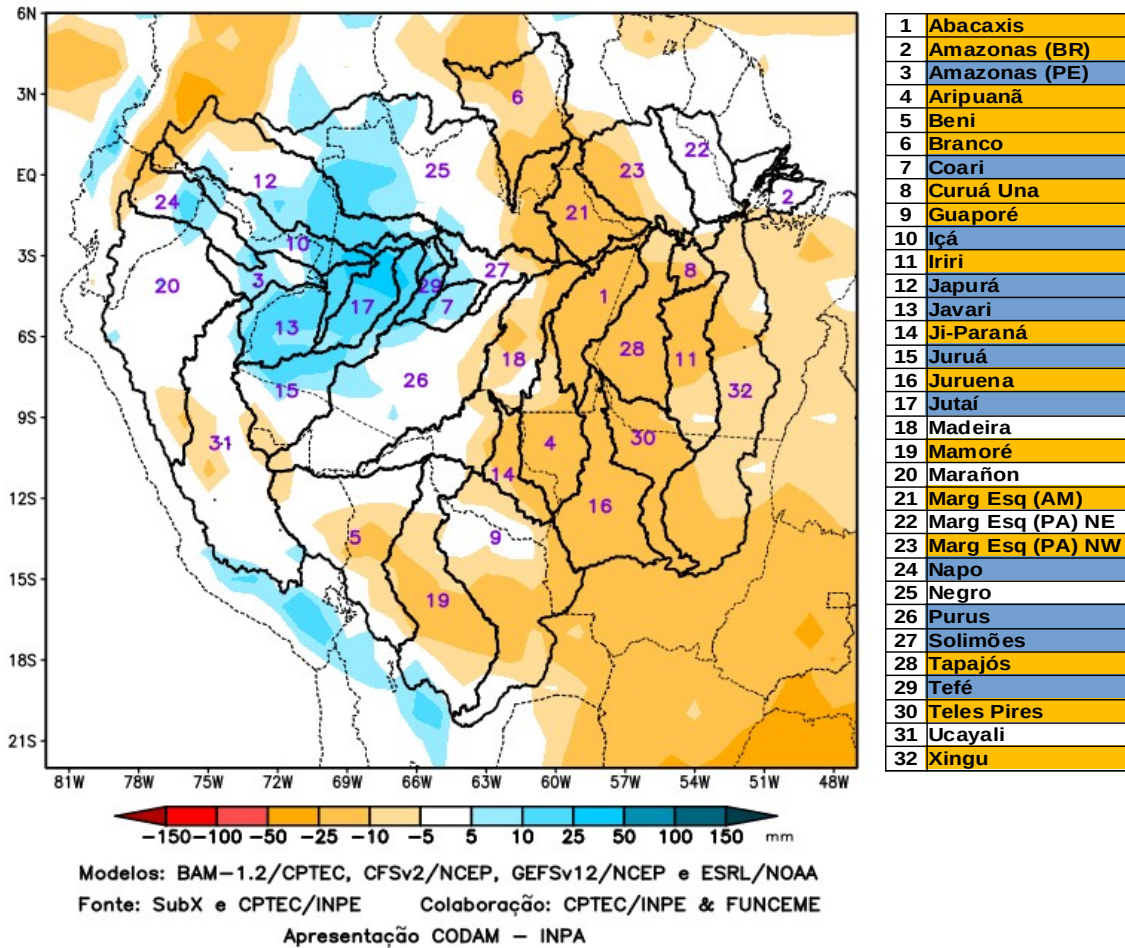 6N
3N
EQ
3S
6S
9S
12S
15S
18S
21S
81W 78W 75W 72W 69W 66W 63W 60W 57W 54W 51W 48W
6
25
22
23
12
2
24
21
10
27
8
3
20
29
7
1
17
13
28
18
11
26
15
32
31
4
30
14
16
5
9
19
-150 -100 -50 -25 -10 -5 5 10 25 50 100 150 mm
Modelos: BAM-1.2/CPTEC, CFSv2/NCEP, GEFSv12/NCEP e ESRL/NOAA
Fonte: SubX e CPTEC/INPE Colaboração: CPTEC/INPE & FUNCEME
Apresentação CODAM - INPA
1 Abacaxis
2 Amazonas (BR)
3 Amazonas (PE)
4 Aripuanã
5 Beni
6 Branco
7 Coari
8 Curuá Una
9 Guaporé
10 Içá
11 Iriri
12 Japurá
13 Javari
14 Ji-Paraná
15 Juruá
16 Juruena
17 Jutaí
18 Madeira
19 Mamoré
20 Marañon
21 Marg Esq (AM)
22 Marg Esq (PA) NE
23 Marg Esq (PA) NW
24 Napo
25 Negro
26 Purus
27 Solimões
28 Tapajós
29 Tefé
30 Teles Pires
31 Ucayali
32 Xingu